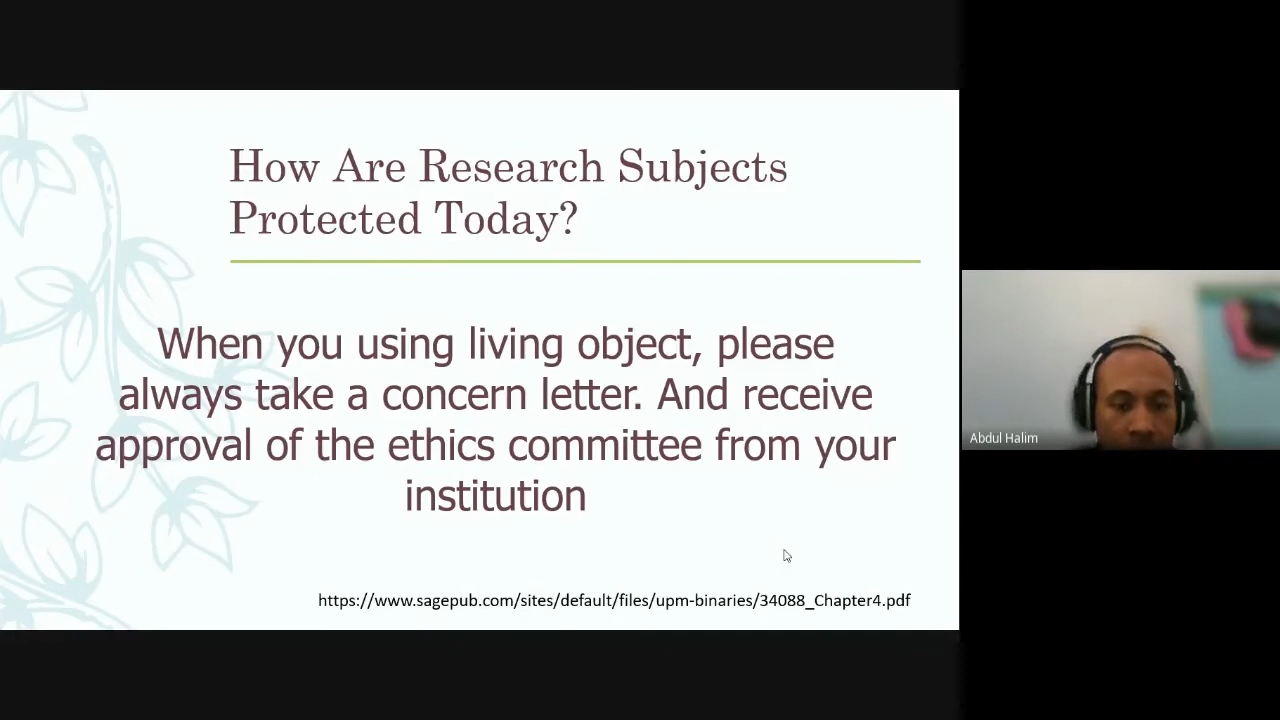 How Are Research Subjects
Protected Today?
When you using living object, please
always take a concern letter. And receive
approval of the ethics committee from your
institution
https://www.sagepub.com/sites/default/files/upm-binaries/34088_Chapter4.pdf
Abdul Halim